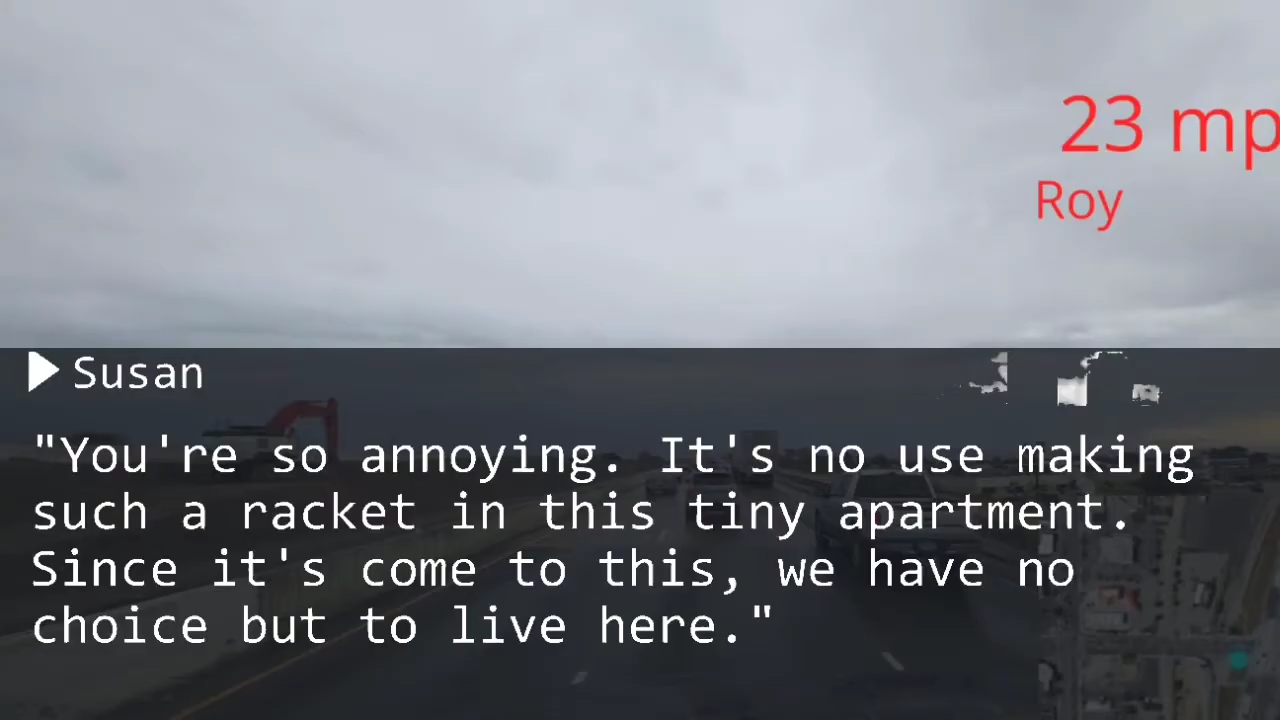 23 mp
Roy
Susan
"You're so annoying. It's no use making
such a racket in this tiny apartment.
Since it's come to this, we have no
choice but to live here."